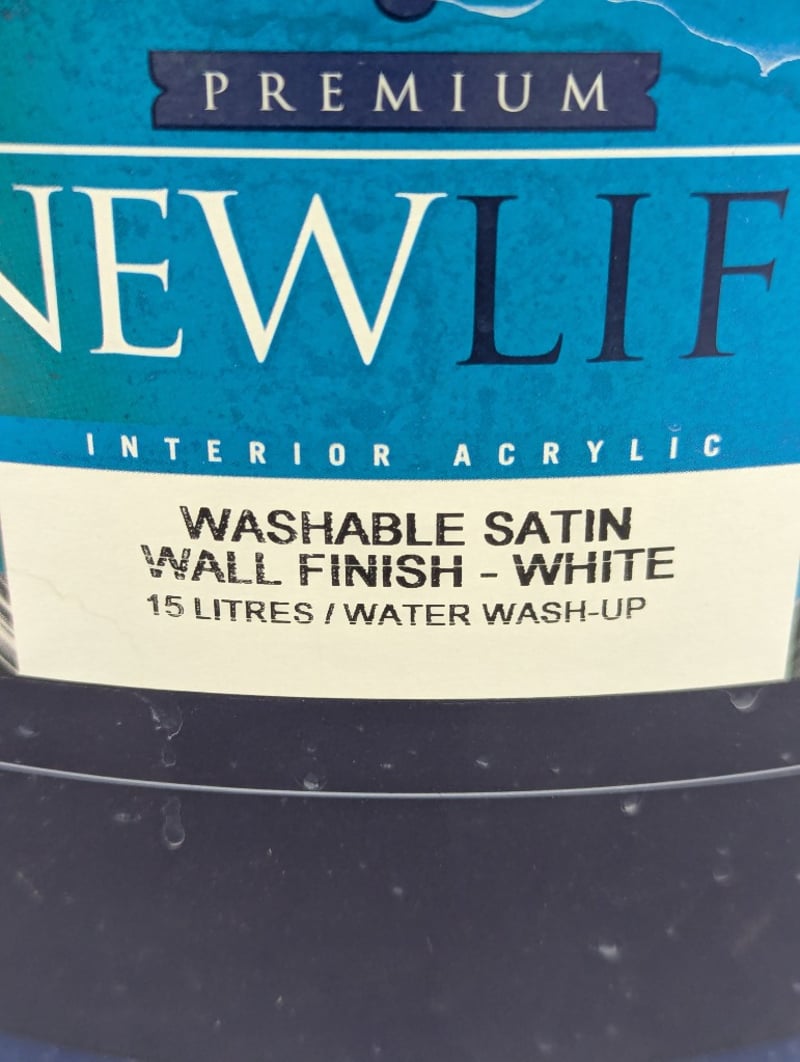 PREMIUM
NEWLIF
INTERIOR ACRYLIC
WASHABLE SATIN
WALL FINISH - WHITE
15 LITRES / WATER WASH-UP